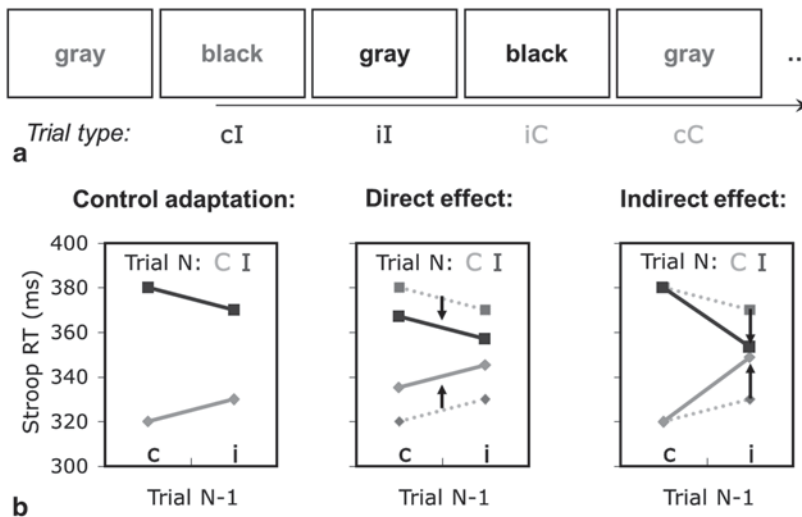 gray black gray black gray ...
Trial type: cI iI iC cC
a
Control adaptation: Direct effect: Indirect effect:
400
380
360
340
320
300
Stroop RT (ms)
Trial N: C I
c i
Trial N-1
Trial N: C I
c i
Trial N-1
Trial N: C I
c i
Trial N-1
b